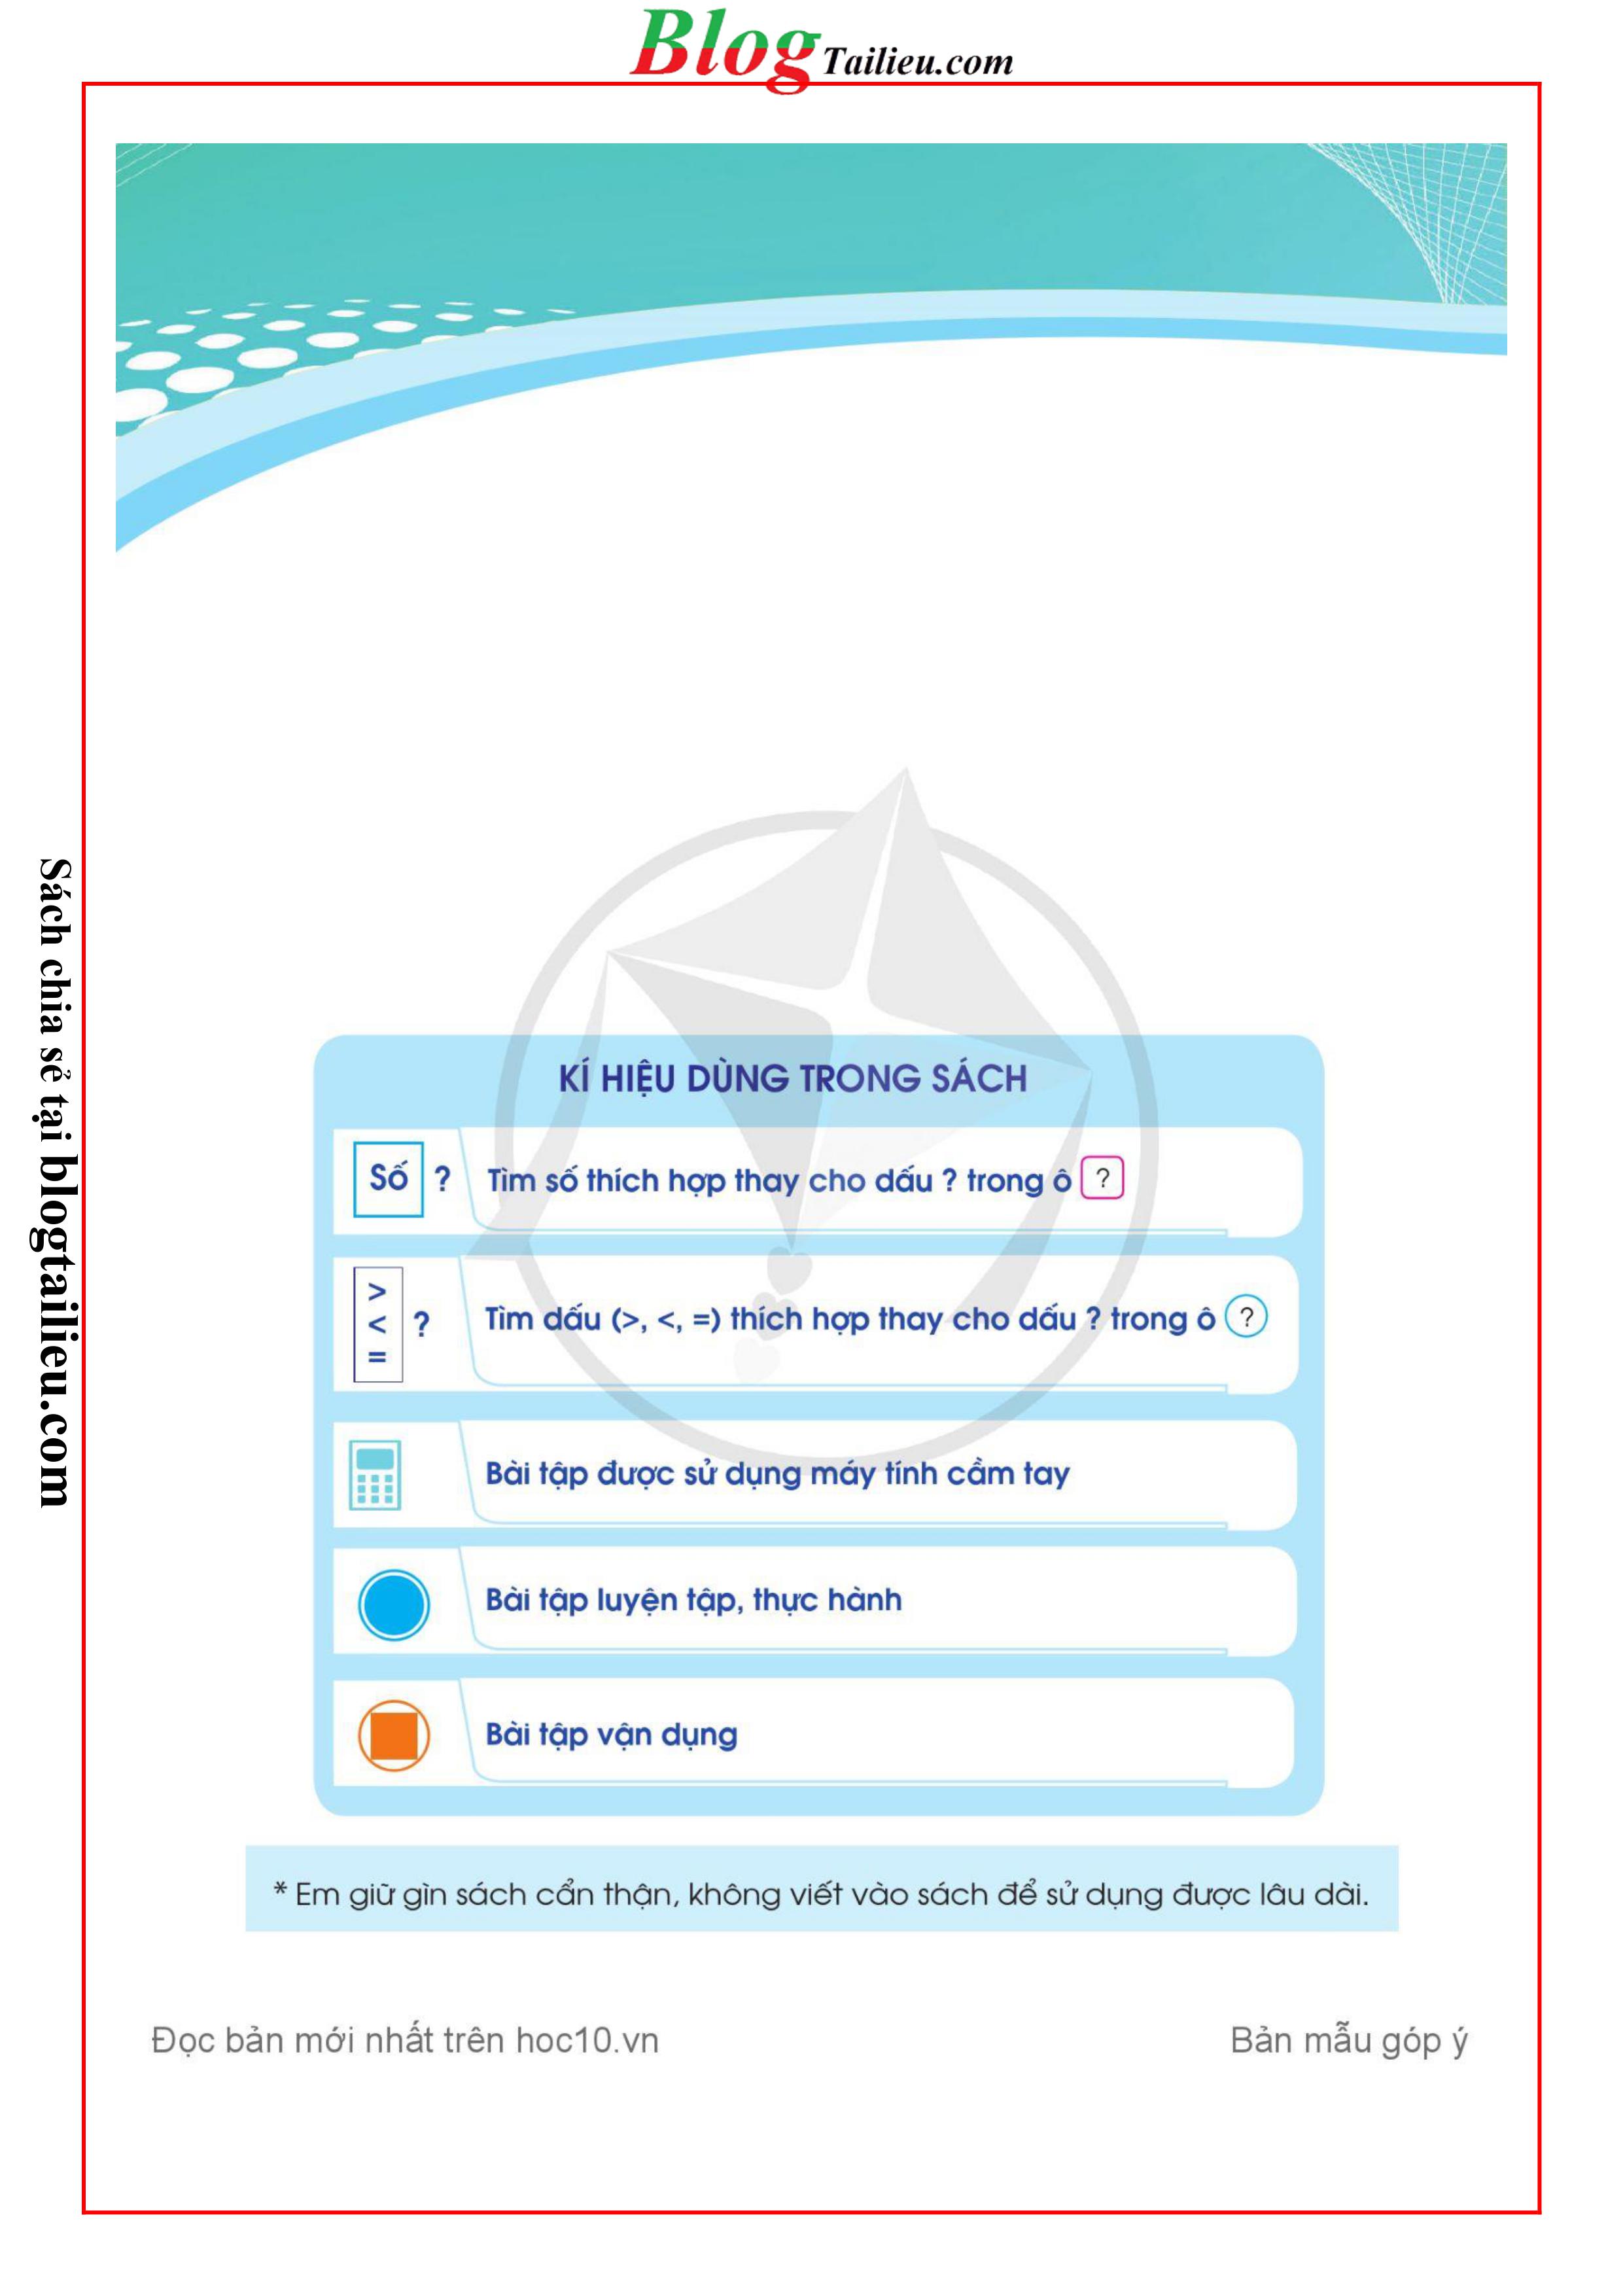 Blog Tailieu.com
Sách chia sẻ tại blogtailieu.com
KÍ HIỆU DÙNG TRONG SÁCH
Số ? Tìm số thích hợp thay cho dấu ? trong ô ?
>
< ? Tìm dấu (>, <, =) thích hợp thay cho dấu ? trong ô ?
=
Bài tập được sử dụng máy tính cầm tay
Bài tập luyện tập, thực hành
Bài tập vận dụng
* Em giữ gìn sách cẩn thận, không viết vào sách để sử dụng được lâu dài.
Đọc bản mới nhất trên hoc10.vn Bản mẫu góp ý